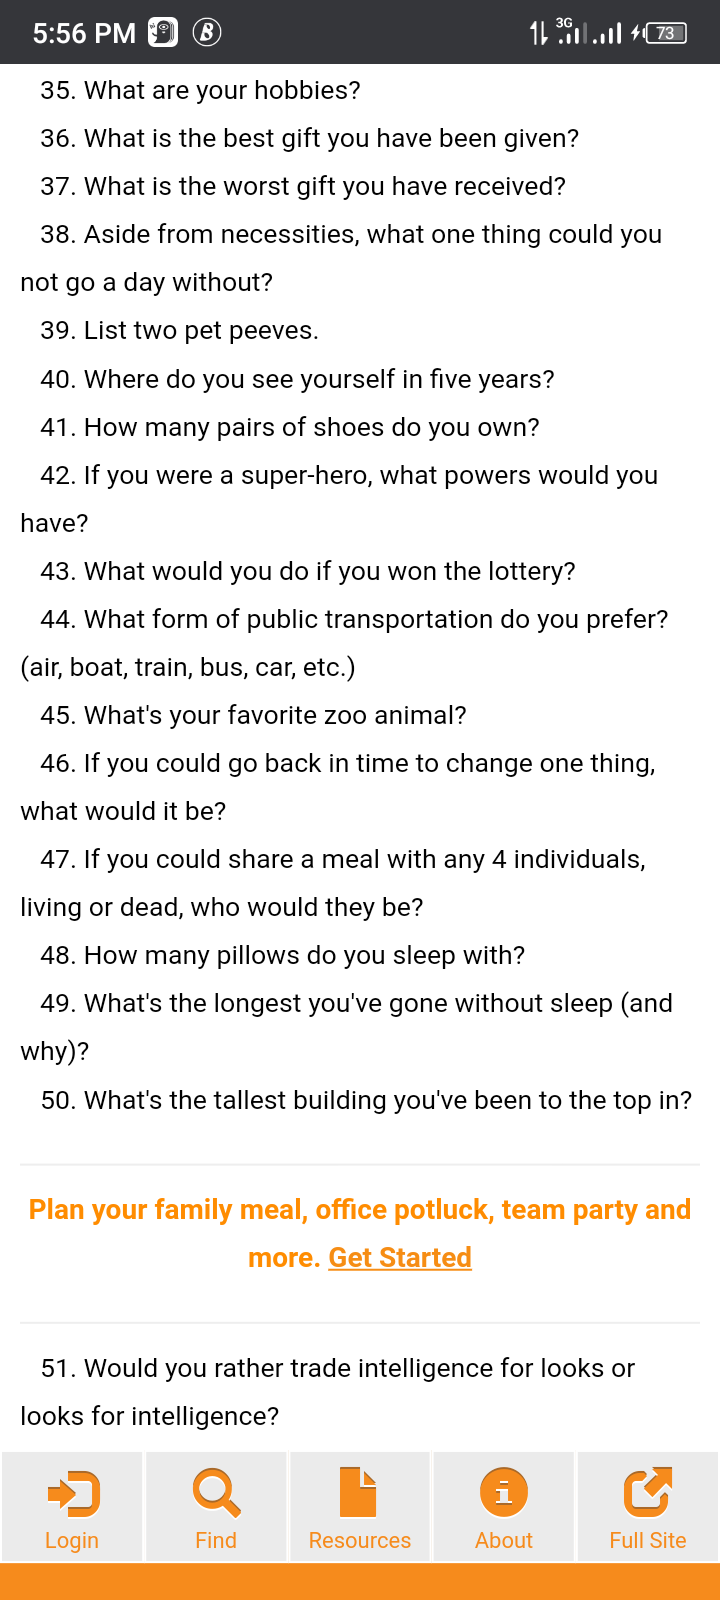 5:56 PM B 3G 73
35. What are your hobbies?
36. What is the best gift you have been given?
37. What is the worst gift you have received?
38. Aside from necessities, what one thing could you
not go a day without?
39. List two pet peeves.
40. Where do you see yourself in five years?
41. How many pairs of shoes do you own?
42. If you were a super-hero, what powers would you
have?
43. What would you do if you won the lottery?
44. What form of public transportation do you prefer?
(air, boat, train, bus, car, etc.)
45. What's your favorite zoo animal?
46. If you could go back in time to change one thing,
what would it be?
47. If you could share a meal with any 4 individuals,
living or dead, who would they be?
48. How many pillows do you sleep with?
49. What's the longest you've gone without sleep (and
why)?
50. What's the tallest building you've been to the top in?
Plan your family meal, office potluck, team party and
more. Get Started
51. Would you rather trade intelligence for looks or
looks for intelligence?
Login Find Resources About Full Site